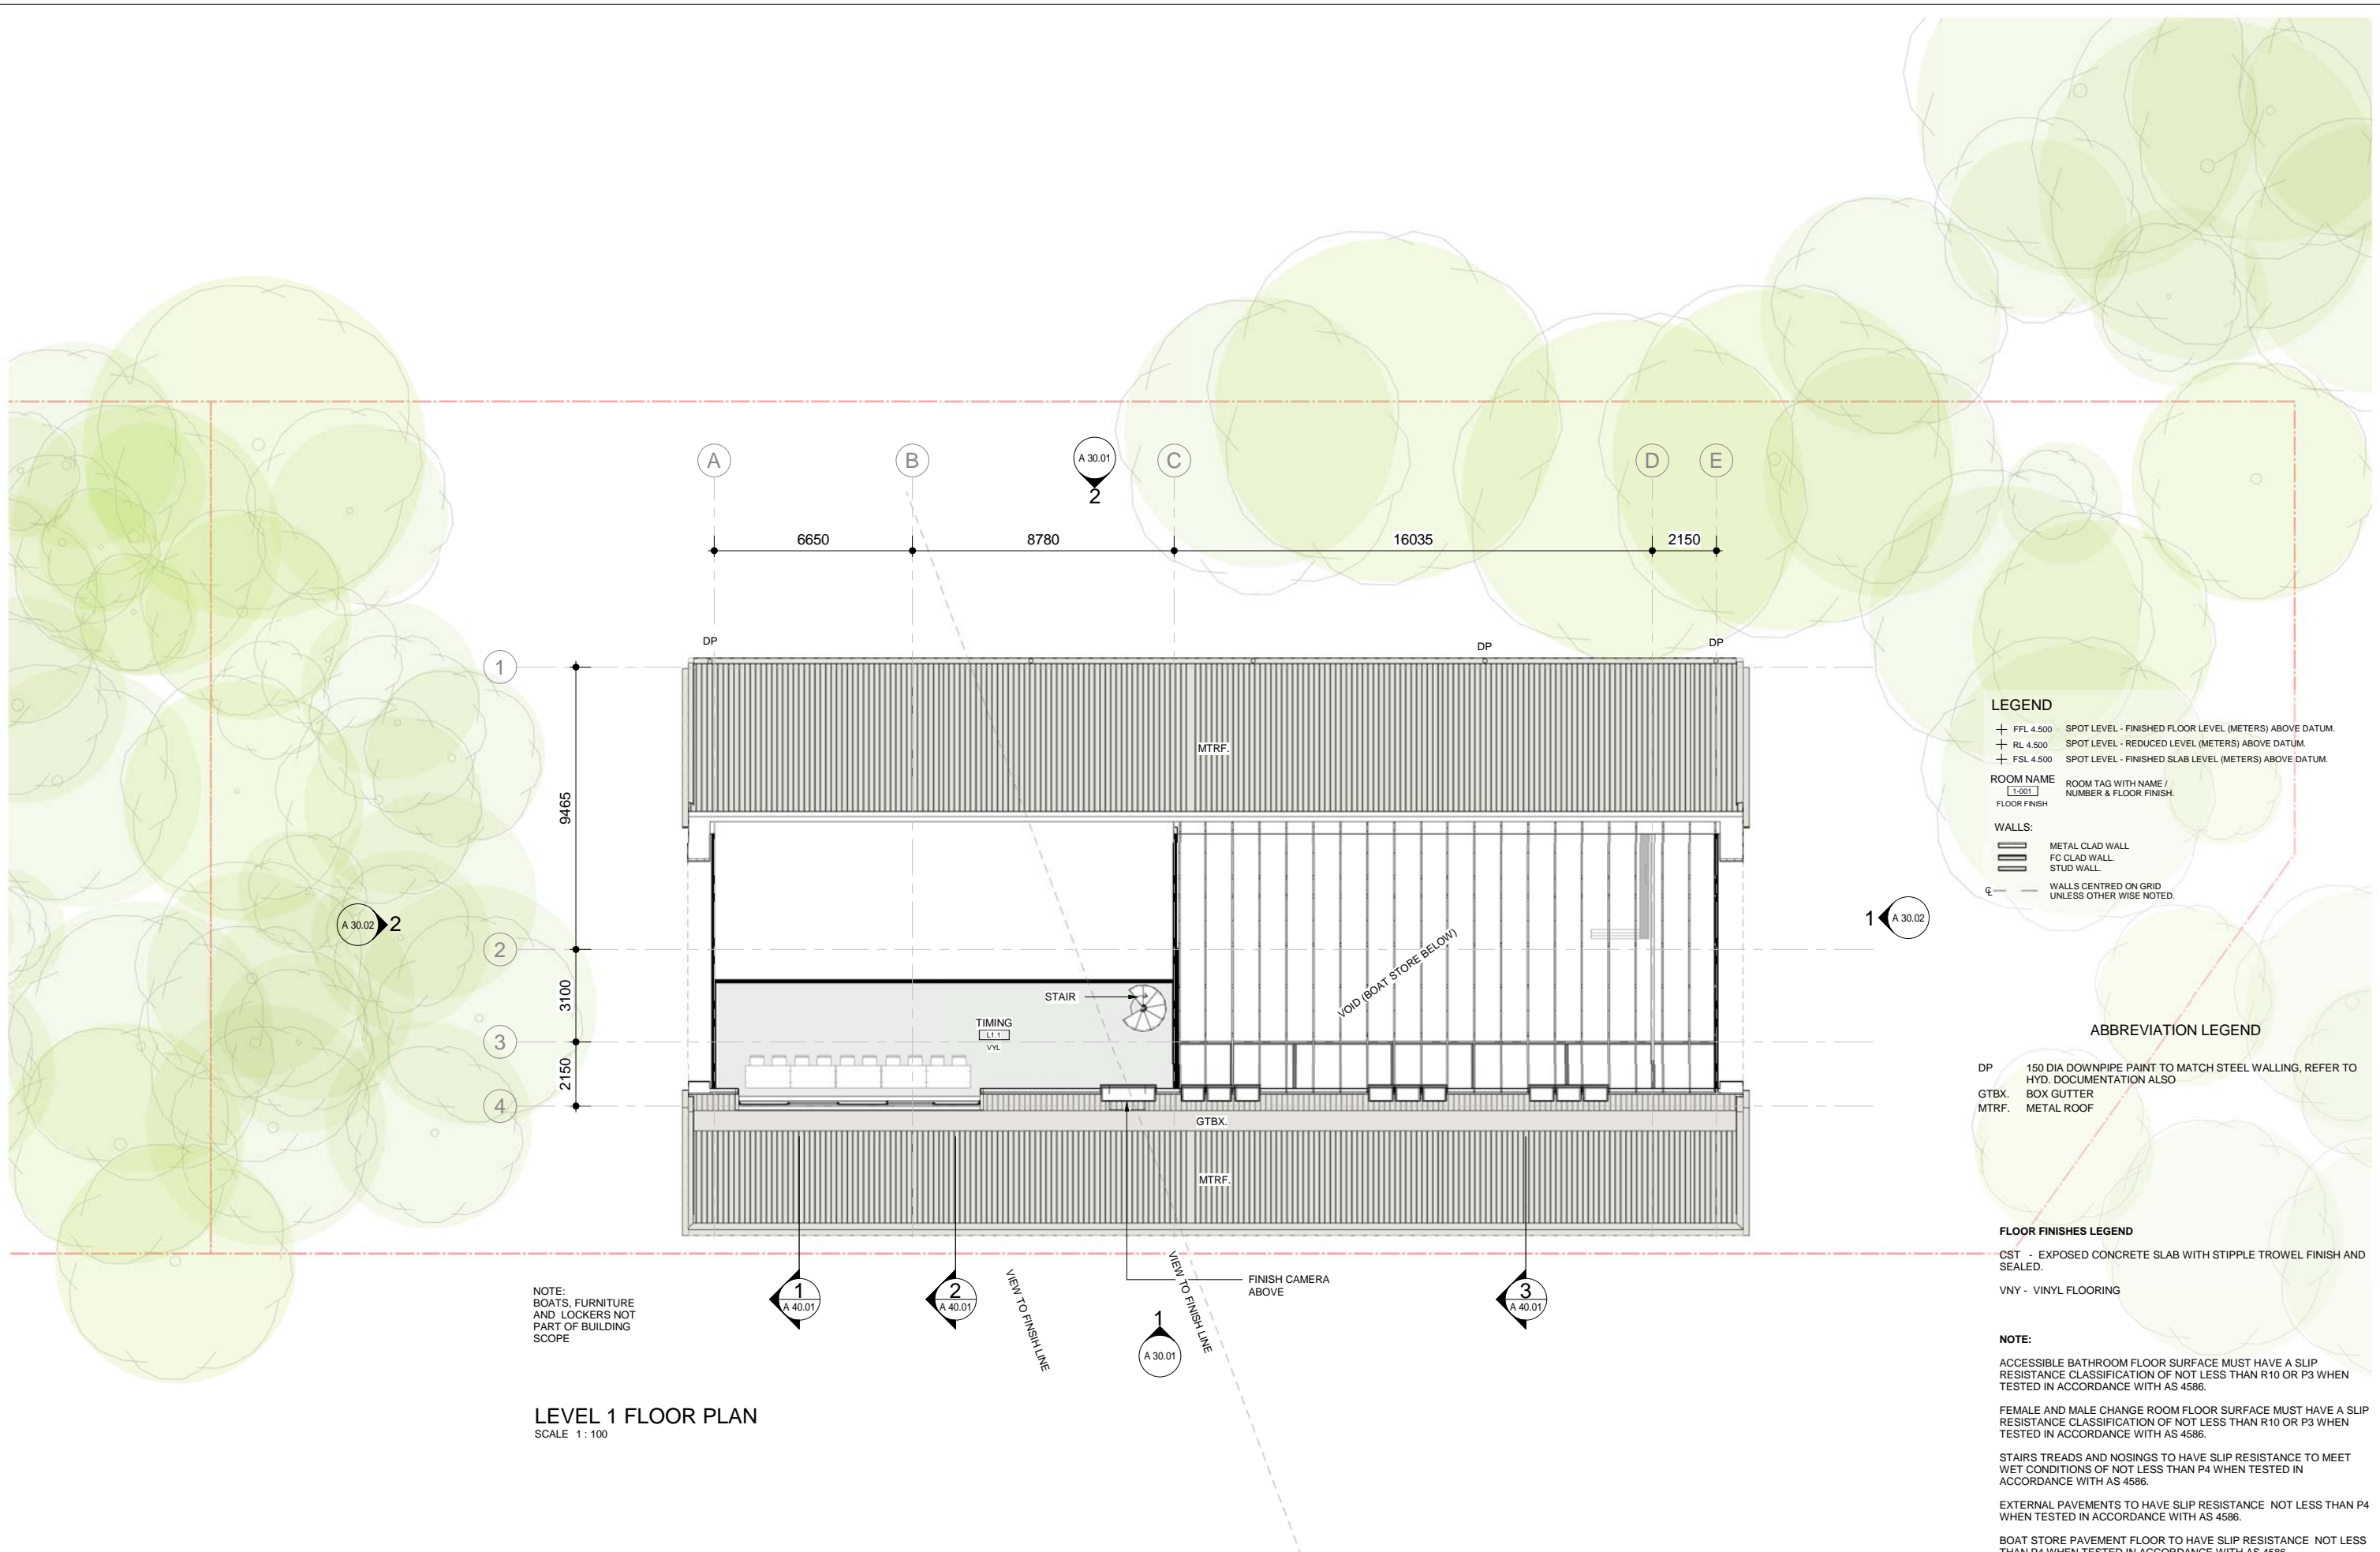 A
B
A 30.01
2
C
D
E
6650
8780
16035
2150
DP
DP
DP
1
9465
2
3100
3
2150
4
MTRF.
A 30.02
2
1
A 30.02
STAIR
TIMING
L1.1
VYL
VOID (BOAT STORE BELOW)
GTBX.
MTRF.
VIEW TO FINSIH LINE
VIEW TO FINISH LINE
FINISH CAMERA
ABOVE
1
A 40.01
2
A 40.01
3
A 40.01
1
A 30.01
NOTE:
BOATS, FURNITURE
AND LOCKERS NOT
PART OF BUILDING
SCOPE
LEVEL 1 FLOOR PLAN
SCALE 1 : 100
LEGEND
FFL 4.500 SPOT LEVEL - FINISHED FLOOR LEVEL (METERS) ABOVE DATUM.
RL 4.500 SPOT LEVEL - REDUCED LEVEL (METERS) ABOVE DATUM.
FSL 4.500 SPOT LEVEL - FINISHED SLAB LEVEL (METERS) ABOVE DATUM.
ROOM NAME ROOM TAG WITH NAME /
1-001 NUMBER & FLOOR FINISH.
FLOOR FINISH
WALLS:
METAL CLAD WALL
FC CLAD WALL.
STUD WALL.
℄ WALLS CENTRED ON GRID
UNLESS OTHER WISE NOTED.
ABBREVIATION LEGEND
DP 150 DIA DOWNPIPE PAINT TO MATCH STEEL WALLING, REFER TO
HYD. DOCUMENTATION ALSO
GTBX. BOX GUTTER
MTRF. METAL ROOF
FLOOR FINISHES LEGEND
CST - EXPOSED CONCRETE SLAB WITH STIPPLE TROWEL FINISH AND
SEALED.
VNY - VINYL FLOORING
NOTE:
ACCESSIBLE BATHROOM FLOOR SURFACE MUST HAVE A SLIP
RESISTANCE CLASSIFICATION OF NOT LESS THAN R10 OR P3 WHEN
TESTED IN ACCORDANCE WITH AS 4586.
FEMALE AND MALE CHANGE ROOM FLOOR SURFACE MUST HAVE A SLIP
RESISTANCE CLASSIFICATION OF NOT LESS THAN R10 OR P3 WHEN
TESTED IN ACCORDANCE WITH AS 4586.
STAIRS TREADS AND NOSINGS TO HAVE SLIP RESISTANCE TO MEET
WET CONDITIONS OF NOT LESS THAN P4 WHEN TESTED IN
ACCORDANCE WITH AS 4586.
EXTERNAL PAVEMENTS TO HAVE SLIP RESISTANCE NOT LESS THAN P4
WHEN TESTED IN ACCORDANCE WITH AS 4586.
BOAT STORE PAVEMENT FLOOR TO HAVE SLIP RESISTANCE NOT LESS
THAN P4 WHEN TESTED IN ACCORDANCE WITH AS 4586